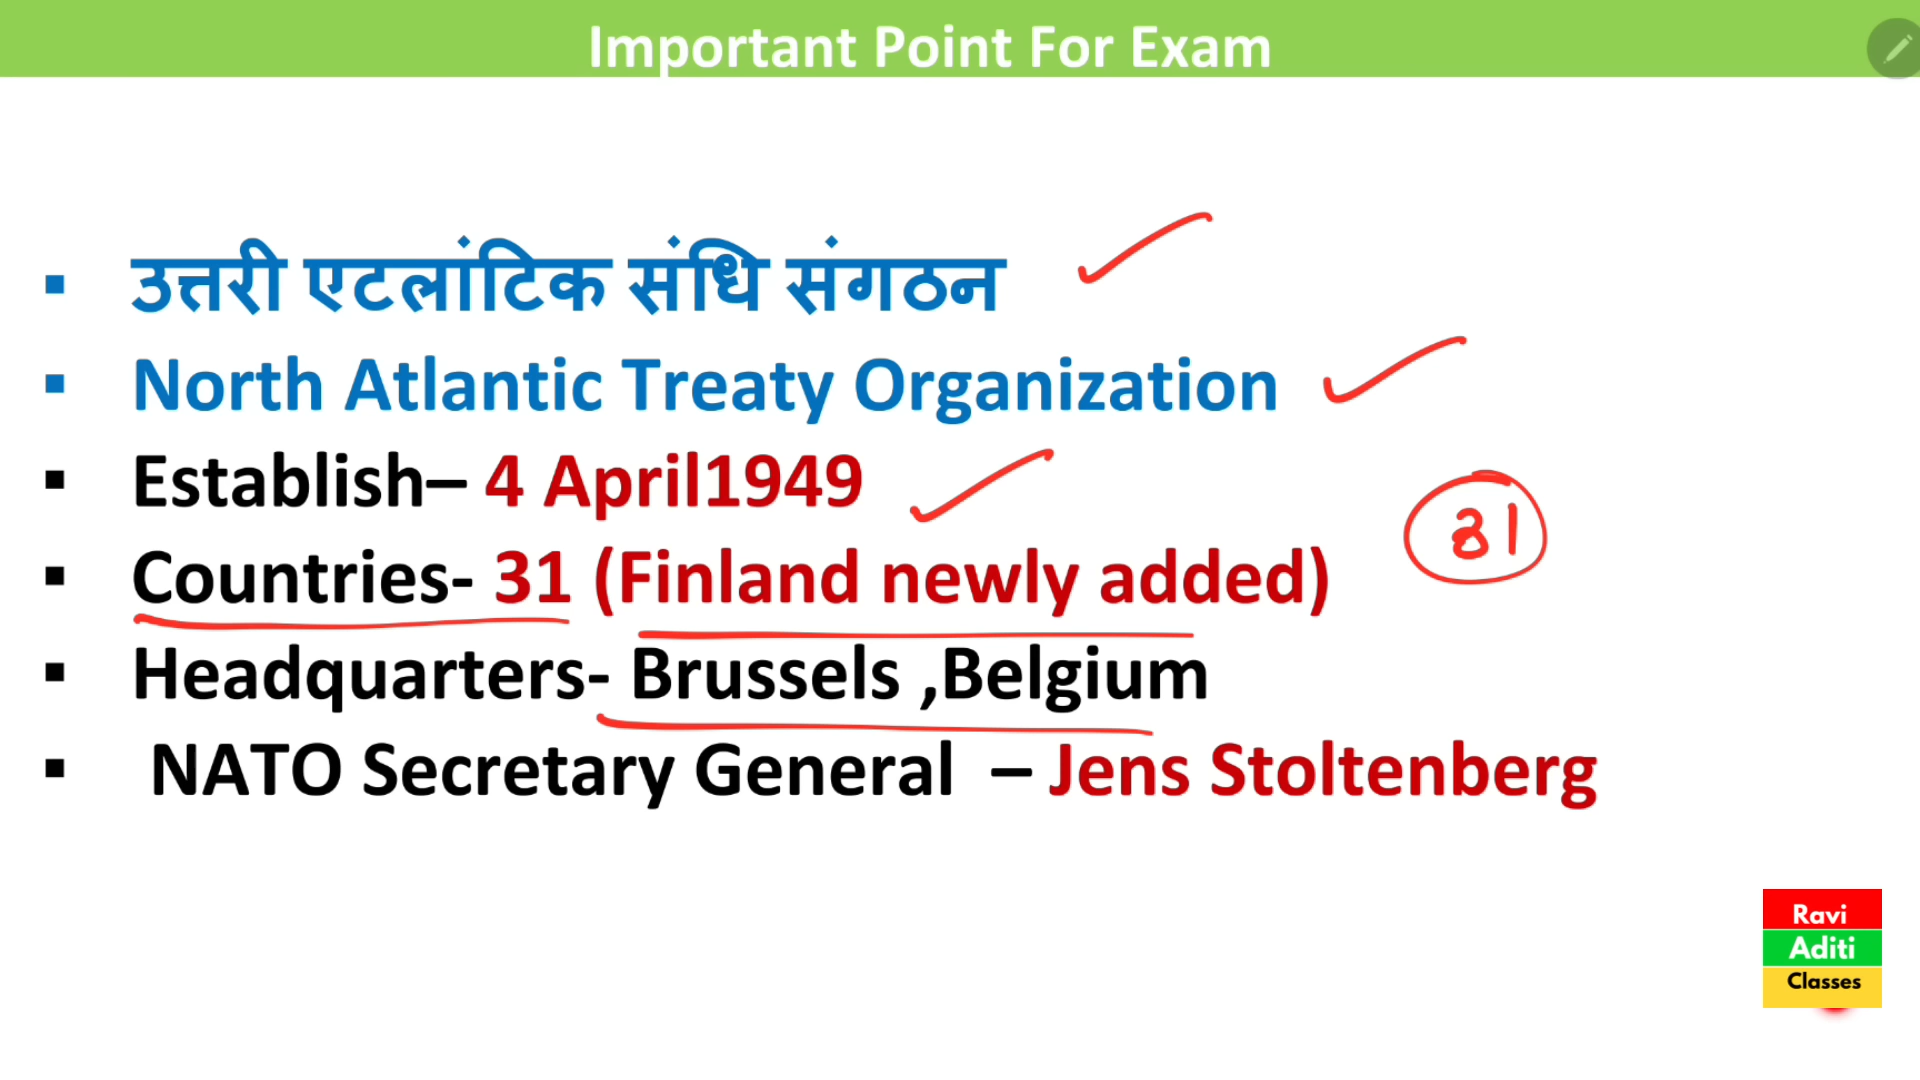 Important Point For Exam
▪ उत्तरी एटलांटिक संधि संगठन
▪ North Atlantic Treaty Organization
▪ Establish– 4 April1949
▪ Countries- 31 (Finland newly added)
31
▪ Headquarters- Brussels ,Belgium
▪ NATO Secretary General – Jens Stoltenberg
Ravi
Aditi
Classes